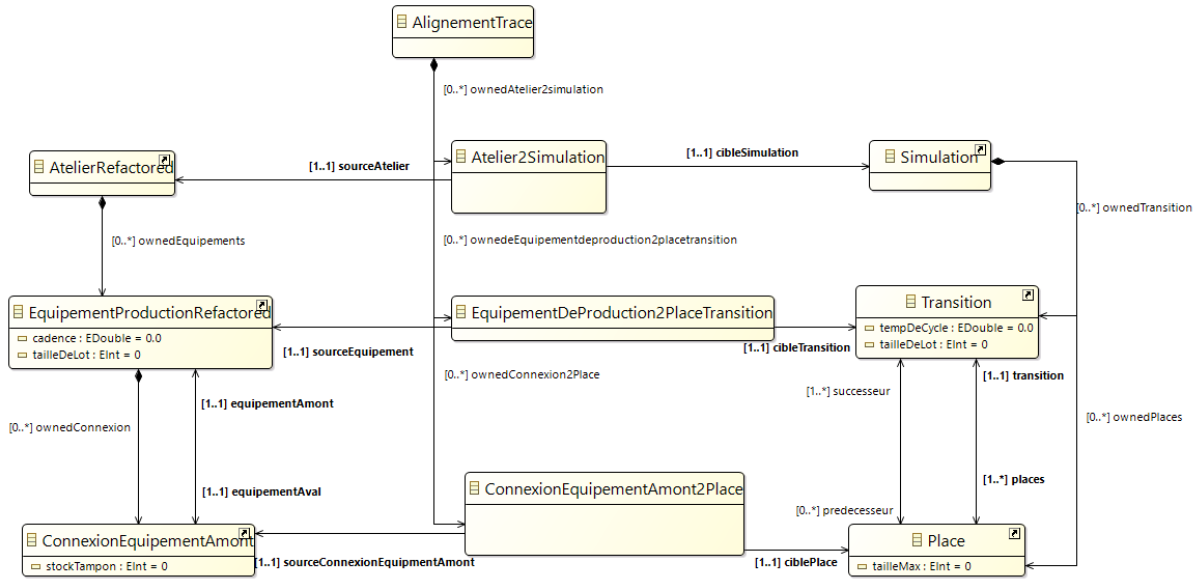 AlignementTrace
[0..*] ownedAtelier2simulation
AtelierRefactored
[1..1] sourceAtelier
Atelier2Simulation
[1..1] cibleSimulation
Simulation
[0..*] ownedTransition
[0..*] ownedEquipements
[0..*] ownedeEquipementdeproduction2placetransition
EquipementProductionRefactored
cadence : EDouble = 0.0
tailleDeLot : EInt = 0
[1..1] sourceEquipement
EquipementDeProduction2PlaceTransition
[1..1] cibleTransition
Transition
tempDeCycle : EDouble = 0.0
tailleDeLot : EInt = 0
[0..*] ownedConnexion2Place
[1..*] successeur
[1..1] transition
[1..1] equipementAmont
[0..*] ownedConnexion
[0..*] ownedPlaces
[1..1] equipementAval
[1..*] places
ConnexionEquipementAmont2Place
[0..*] predecesseur
ConnexionEquipementAmont
stockTampon : EInt = 0
[1..1] sourceConnexionEquipmentAmont
[1..1] ciblePlace
Place
tailleMax : EInt = 0